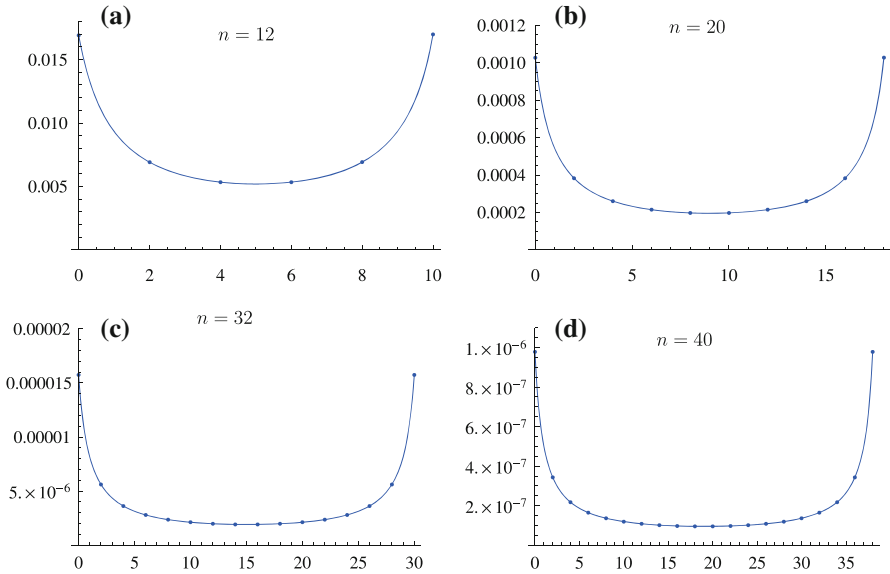 (a)
n = 12
0.015
0.010
0.005
0 2 4 6 8 10
(b)
n = 20
0.0012
0.0010
0.0008
0.0006
0.0004
0.0002
0 5 10 15
(c)
n = 32
0.00002
0.000015
0.00001
5. × 10⁻⁶
0 5 10 15 20 25 30
(d)
n = 40
1. × 10⁻⁶
8. × 10⁻⁷
6. × 10⁻⁷
4. × 10⁻⁷
2. × 10⁻⁷
0 5 10 15 20 25 30 35